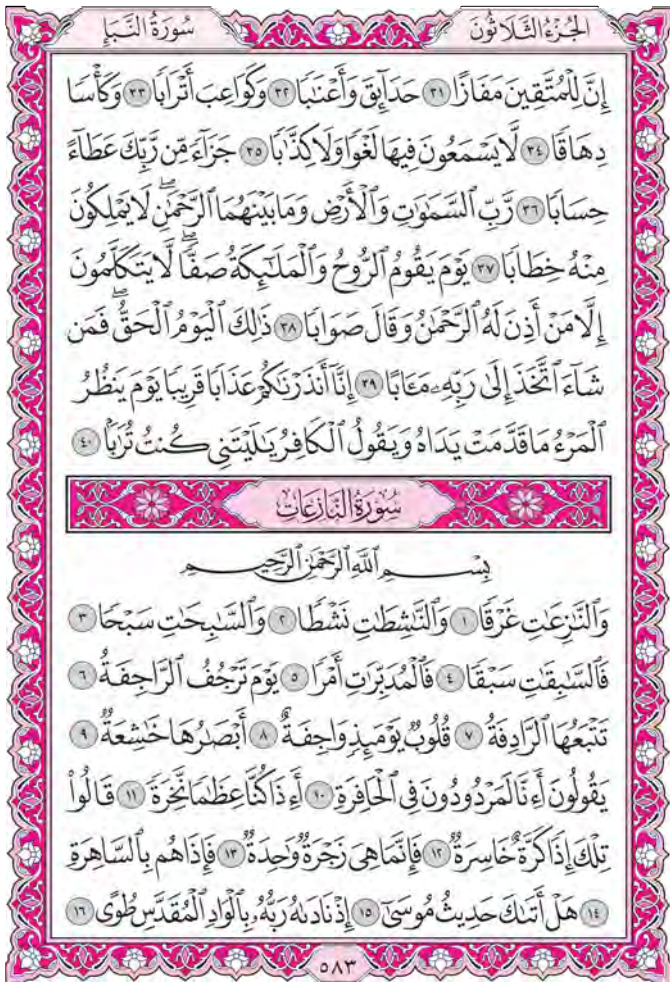 الجُزْءُ الثَّلَاثُونَ سُورَةُ النَّبَإِ
إِنَّ لِلْمُتَّقِينَ مَفَازًا ٣١ حَدَآئِقَ وَأَعْنَٰبًا ٣٢ وَكَوَاعِبَ أَتْرَابًا ٣٣ وَكَأْسًا
دِهَاقًا ٣٤ لَّا يَسْمَعُونَ فِيهَا لَغْوًا وَلَا كِذَّٰبًا ٣٥ جَزَآءً مِّن رَّبِّكَ عَطَآءً
حِسَابًا ٣٦ رَّبِّ ٱلسَّمَٰوَٰتِ وَٱلْأَرْضِ وَمَا بَيْنَهُمَا ٱلرَّحْمَٰنِۖ لَا يَمْلِكُونَ
مِنْهُ خِطَابًا ٣٧ يَوْمَ يَقُومُ ٱلرُّوحُ وَٱلْمَلَٰٓئِكَةُ صَفًّاۖ لَّا يَتَكَلَّمُونَ
إِلَّا مَنْ أَذِنَ لَهُ ٱلرَّحْمَٰنُ وَقَالَ صَوَابًا ٣٨ ذَٰلِكَ ٱلْيَوْمُ ٱلْحَقُّۖ فَمَن
شَآءَ ٱتَّخَذَ إِلَىٰ رَبِّهِۦ مَـَٔابًا ٣٩ إِنَّآ أَنذَرْنَٰكُمْ عَذَابًا قَرِيبًا يَوْمَ يَنظُرُ
ٱلْمَرْءُ مَا قَدَّمَتْ يَدَاهُ وَيَقُولُ ٱلْكَافِرُ يَٰلَيْتَنِي كُنتُ تُرَٰبًۢا ٤٠
سُورَةُ النَّازِعَاتِ
بِسْمِ ٱللَّهِ ٱلرَّحْمَٰنِ ٱلرَّحِيمِ
وَٱلنَّٰزِعَٰتِ غَرْقًا ١ وَٱلنَّٰشِطَٰتِ نَشْطًا ٢ وَٱلسَّٰبِحَٰتِ سَبْحًا ٣
فَٱلسَّٰبِقَٰتِ سَبْقًا ٤ فَٱلْمُدَبِّرَٰتِ أَمْرًا ٥ يَوْمَ تَرْجُفُ ٱلرَّاجِفَةُ ٦
تَتْبَعُهَا ٱلرَّادِفَةُ ٧ قُلُوبٌ يَوْمَئِذٍ وَاجِفَةٌ ٨ أَبْصَٰرُهَا خَٰشِعَةٌ ٩
يَقُولُونَ أَءِنَّا لَمَرْدُودُونَ فِي ٱلْحَافِرَةِ ١٠ أَءِذَا كُنَّا عِظَٰمًا نَّخِرَةً ١١ قَالُواْ
تِلْكَ إِذًا كَرَّةٌ خَاسِرَةٌ ١٢ فَإِنَّمَا هِيَ زَجْرَةٌ وَٰحِدَةٌ ١٣ فَإِذَا هُم بِٱلسَّاهِرَةِ
١٤ هَلْ أَتَىٰكَ حَدِيثُ مُوسَىٰٓ ١٥ إِذْ نَادَىٰهُ رَبُّهُۥ بِٱلْوَادِ ٱلْمُقَدَّسِ طُوًى ١٦
٥٨٣